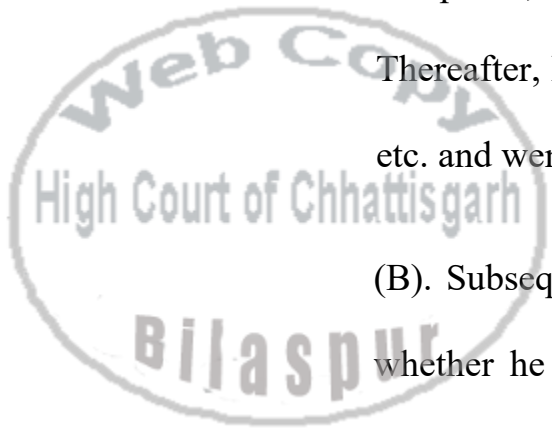 Web Copy
Thereafter,
etc. and wer
High Court of Chhattisgarh
(B). Subseq
Bilaspur
whether he